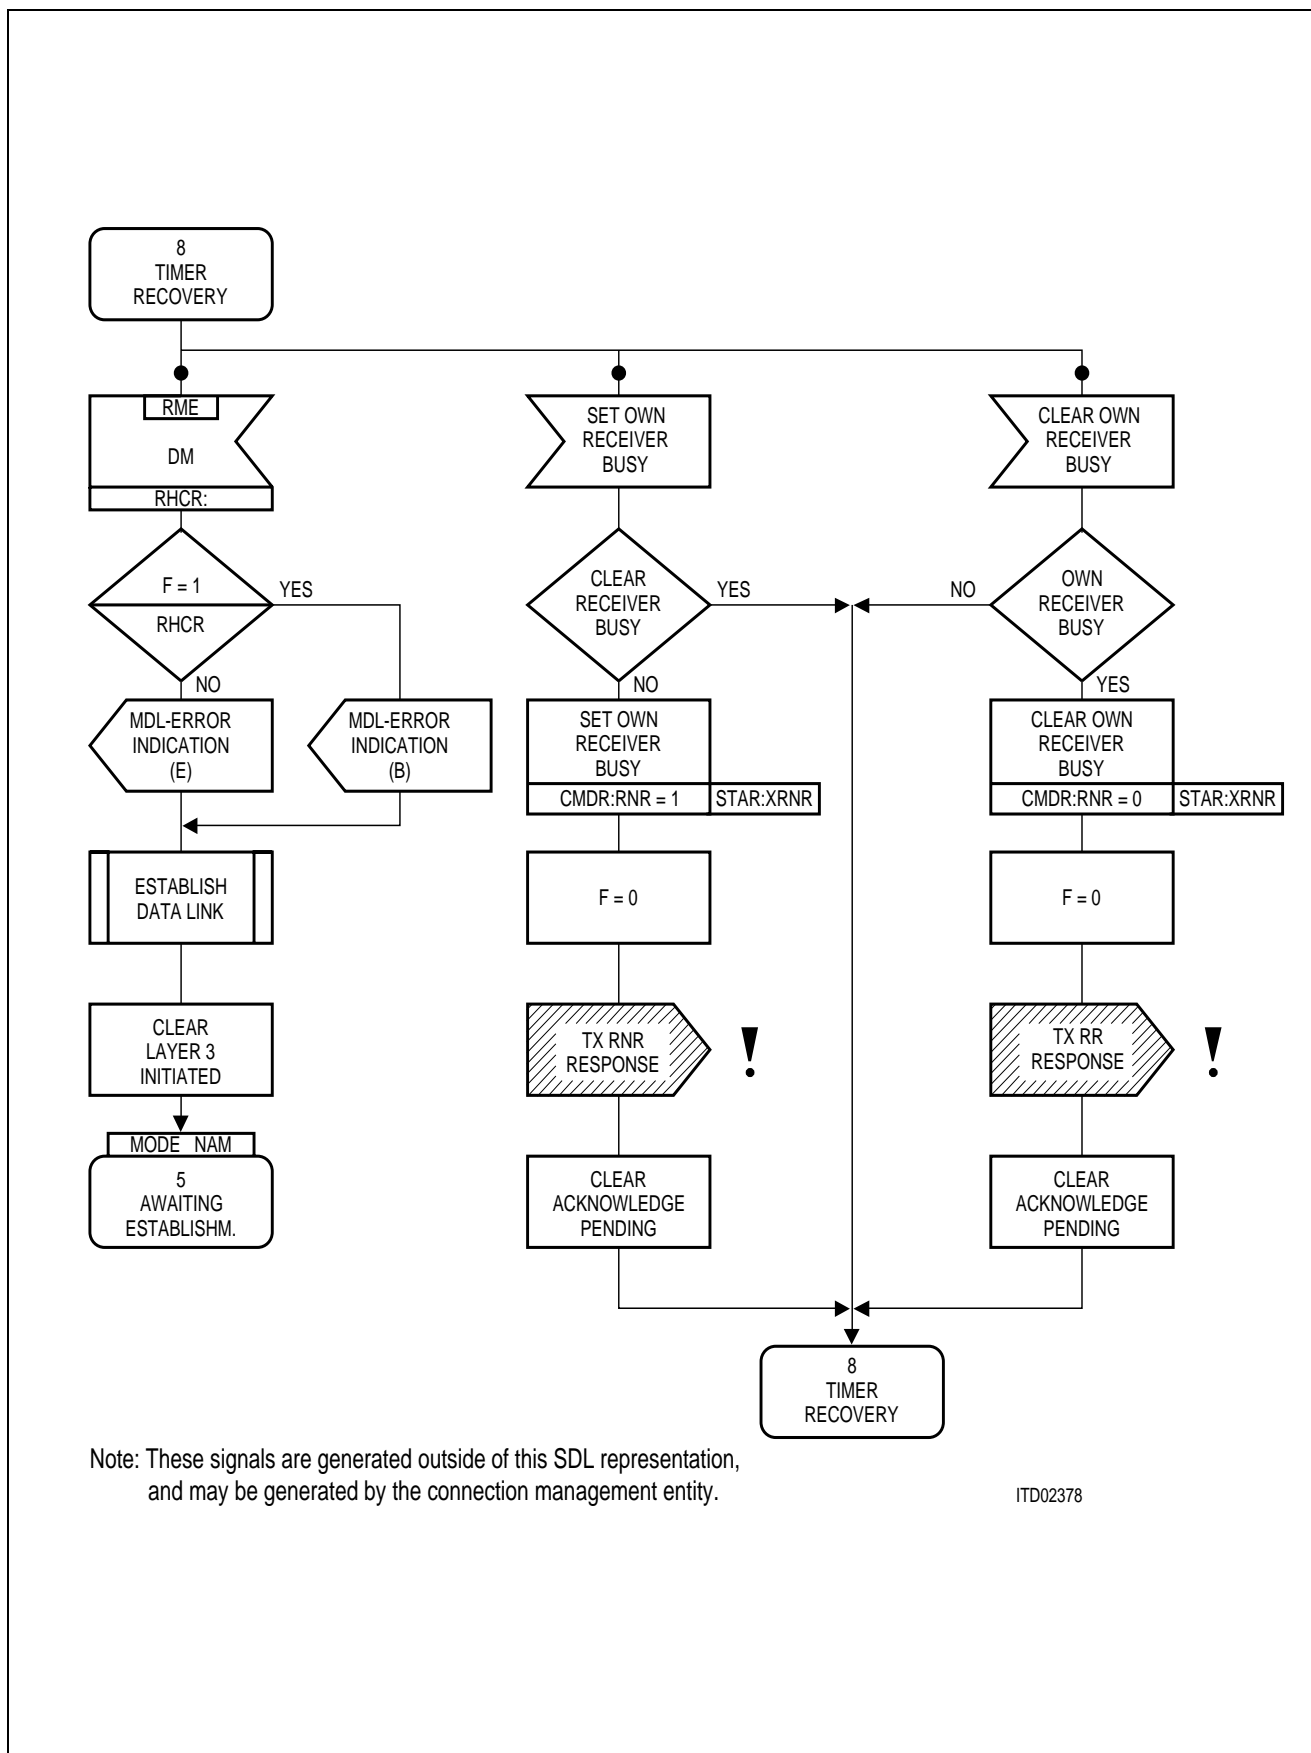 8
TIMER
RECOVERY
RME
DM
RHCR:
SET OWN
RECEIVER
BUSY
CLEAR OWN
RECEIVER
BUSY
F = 1
RHCR
YES
NO
CLEAR
RECEIVER
BUSY
YES
NO
OWN
RECEIVER
BUSY
NO
YES
MDL-ERROR
INDICATION
(E)
MDL-ERROR
INDICATION
(B)
SET OWN
RECEIVER
BUSY
CMDR:RNR = 1
STAR:XRNR
CLEAR OWN
RECEIVER
BUSY
CMDR:RNR = 0
STAR:XRNR
ESTABLISH
DATA LINK
F = 0
F = 0
CLEAR
LAYER 3
INITIATED
TX RNR
RESPONSE
!
TX RR
RESPONSE
!
MODE NAM
5
AWAITING
ESTABLISHM.
CLEAR
ACKNOWLEDGE
PENDING
CLEAR
ACKNOWLEDGE
PENDING
8
TIMER
RECOVERY
Note: These signals are generated outside of this SDL representation,
and may be generated by the connection management entity.
ITD02378